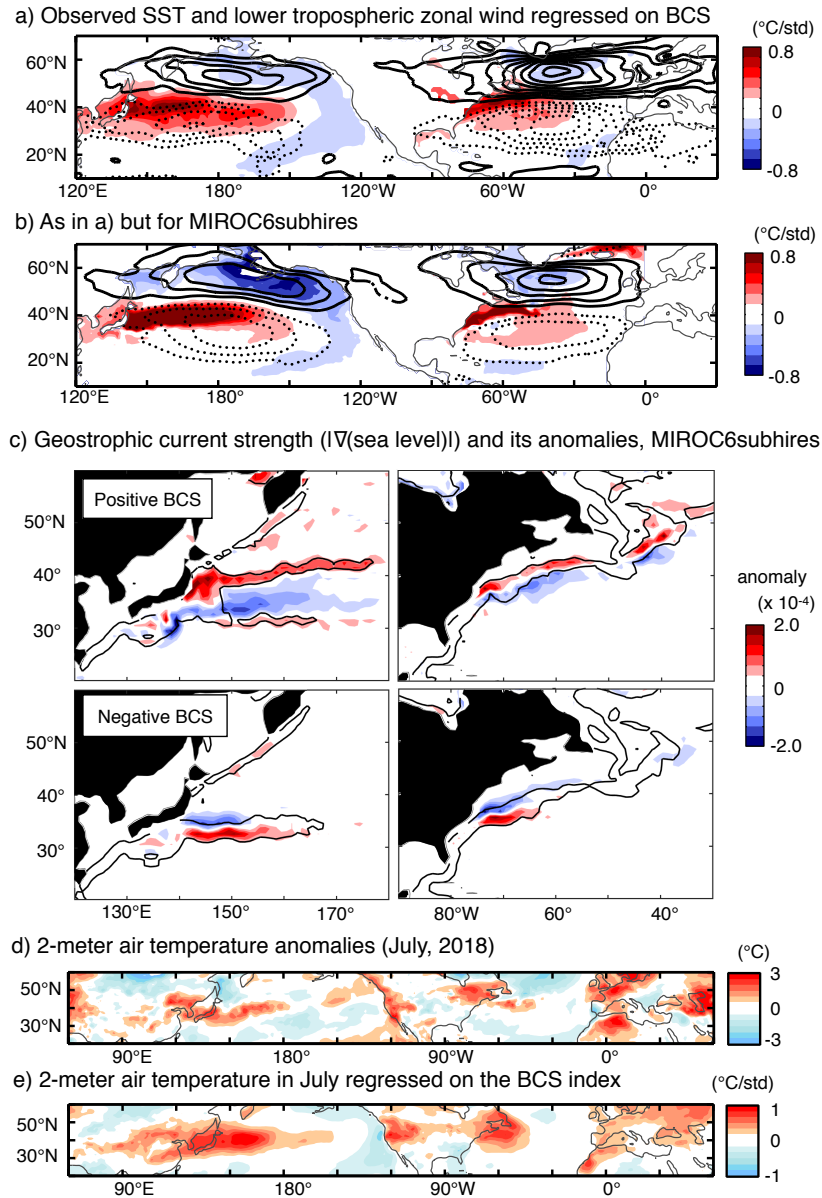 a) Observed SST and lower tropospheric zonal wind regressed on BCS
(°C/std)
60°N
40°N
20°N
120°E 180° 120°W 60°W 0°
0.8
0
-0.8
b) As in a) but for MIROC6subhires
(°C/std)
60°N
40°N
20°N
120°E 180° 120°W 60°W 0°
0.8
0
-0.8
c) Geostrophic current strength (|∇(sea level)|) and its anomalies, MIROC6subhires
Positive BCS
50°N
40°
30°
Negative BCS
50°N
40°
30°
130°E 150° 170° 80°W 60° 40°
anomaly
(x 10-4)
2.0
0
-2.0
d) 2-meter air temperature anomalies (July, 2018)
(°C)
50°N
30°N
90°E 180° 90°W 0°
3
0
-3
e) 2-meter air temperature in July regressed on the BCS index
(°C/std)
50°N
30°N
90°E 180° 90°W 0°
1
0
-1